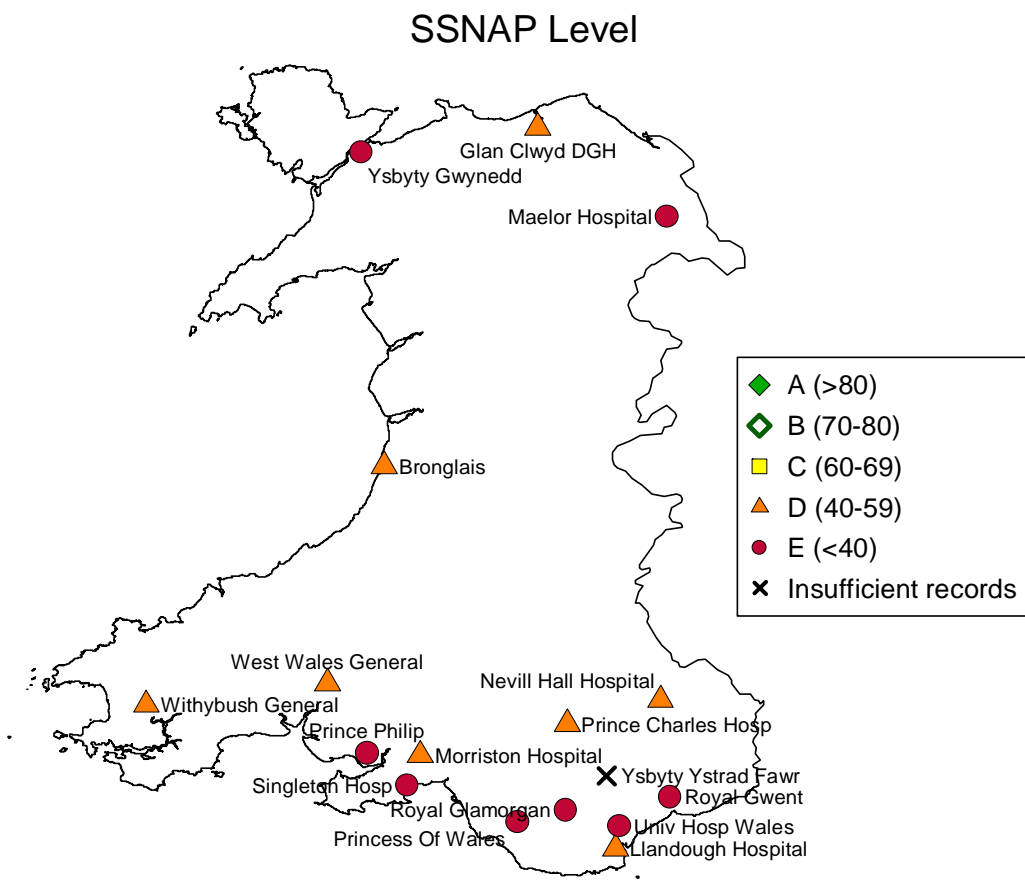 SSNAP Level
Glan Clwyd DGH
Ysbyty Gwynedd
Maelor Hospital
A (>80)
B (70-80)
C (60-69)
D (40-59)
E (<40)
Insufficient records
Bronglais
West Wales General
Nevill Hall Hospital
Withybush General
Prince Charles Hosp
Prince Philip
Morriston Hospital
Ysbyty Ystrad Fawr
Singleton Hosp
Royal Gwent
Royal Glamorgan
Univ Hosp Wales
Princess Of Wales
Llandough Hospital